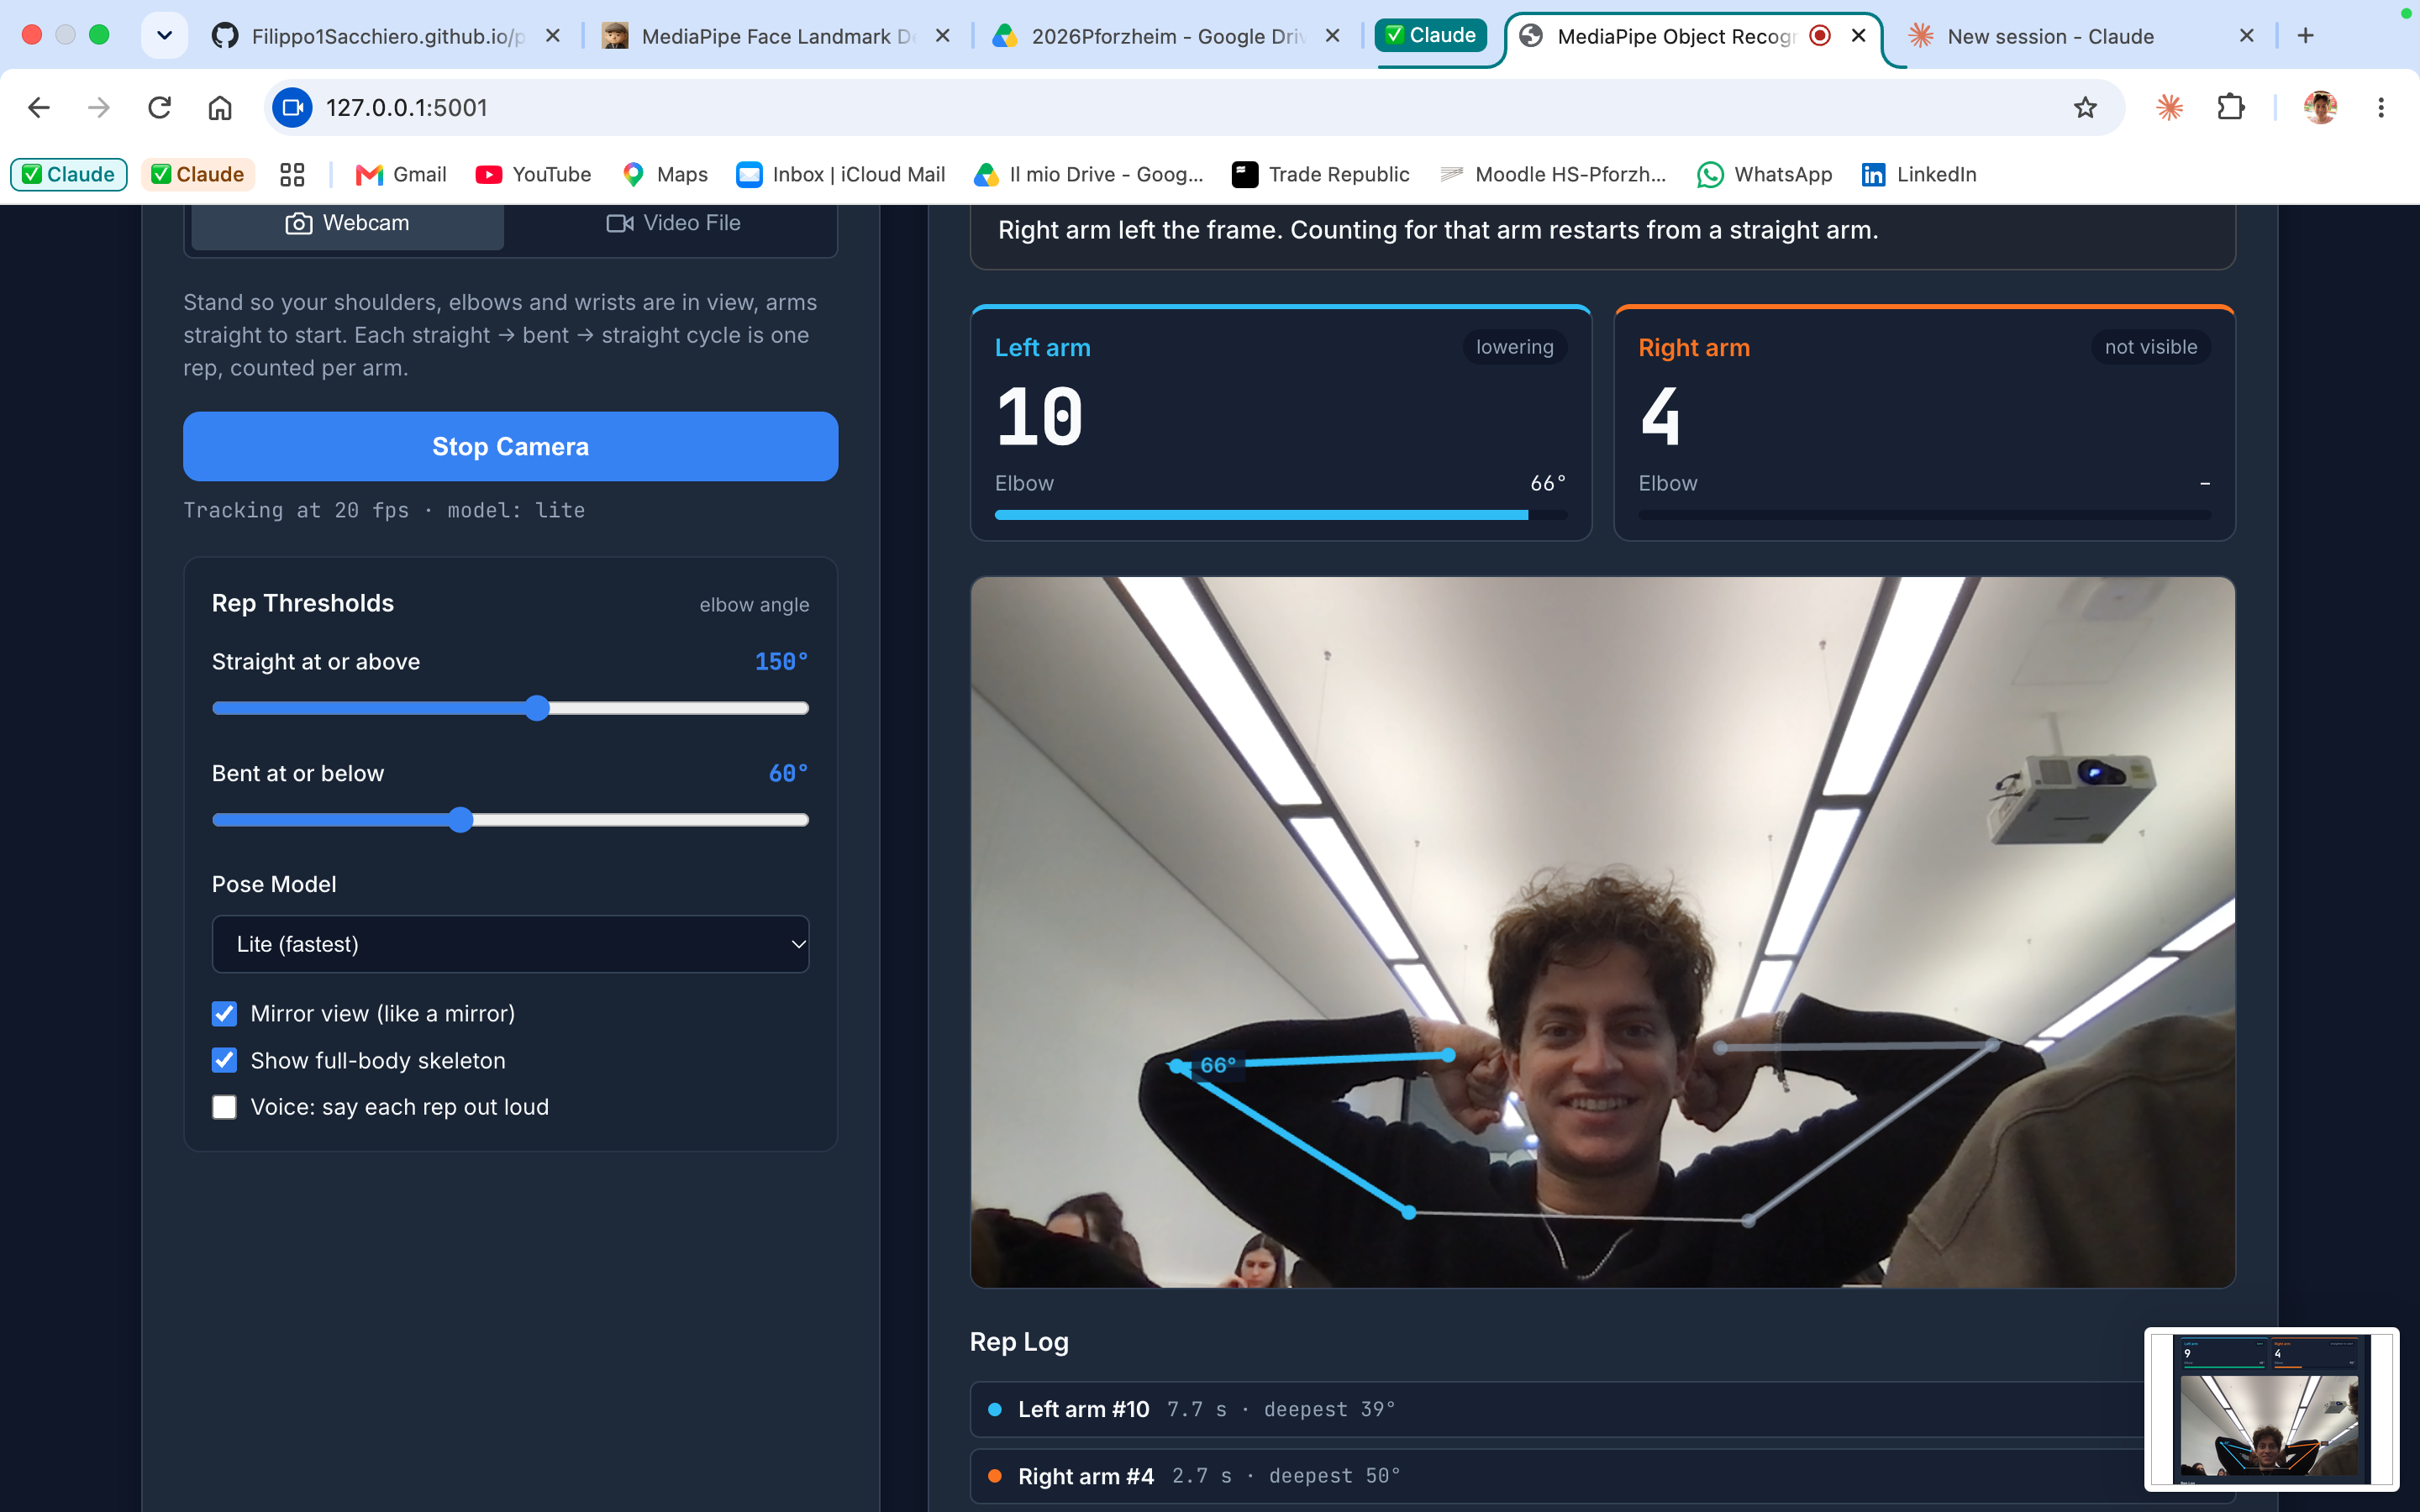 Filippo1Sacchiero.github.io/p
MediaPipe Face Landmark De
2026Pforzheim - Google Driv
✅ Claude
MediaPipe Object Recogn
New session - Claude
127.0.0.1:5001
✅ Claude
✅ Claude
Gmail
YouTube
Maps
Inbox | iCloud Mail
Il mio Drive - Goog...
Trade Republic
Moodle HS-Pforzh...
WhatsApp
LinkedIn
Webcam
Video File
Stand so your shoulders, elbows and wrists are in view, arms
straight to start. Each straight → bent → straight cycle is one
rep, counted per arm.
Stop Camera
Tracking at 20 fps · model: lite
Rep Thresholds
elbow angle
Straight at or above
150°
Bent at or below
60°
Pose Model
Lite (fastest)
Mirror view (like a mirror)
Show full-body skeleton
Voice: say each rep out loud
Right arm left the frame. Counting for that arm restarts from a straight arm.
Left arm
lowering
10
Elbow
66°
Right arm
not visible
4
Elbow
–
66°
Rep Log
Left arm #10 7.7 s · deepest 39°
Right arm #4 2.7 s · deepest 50°
9
4